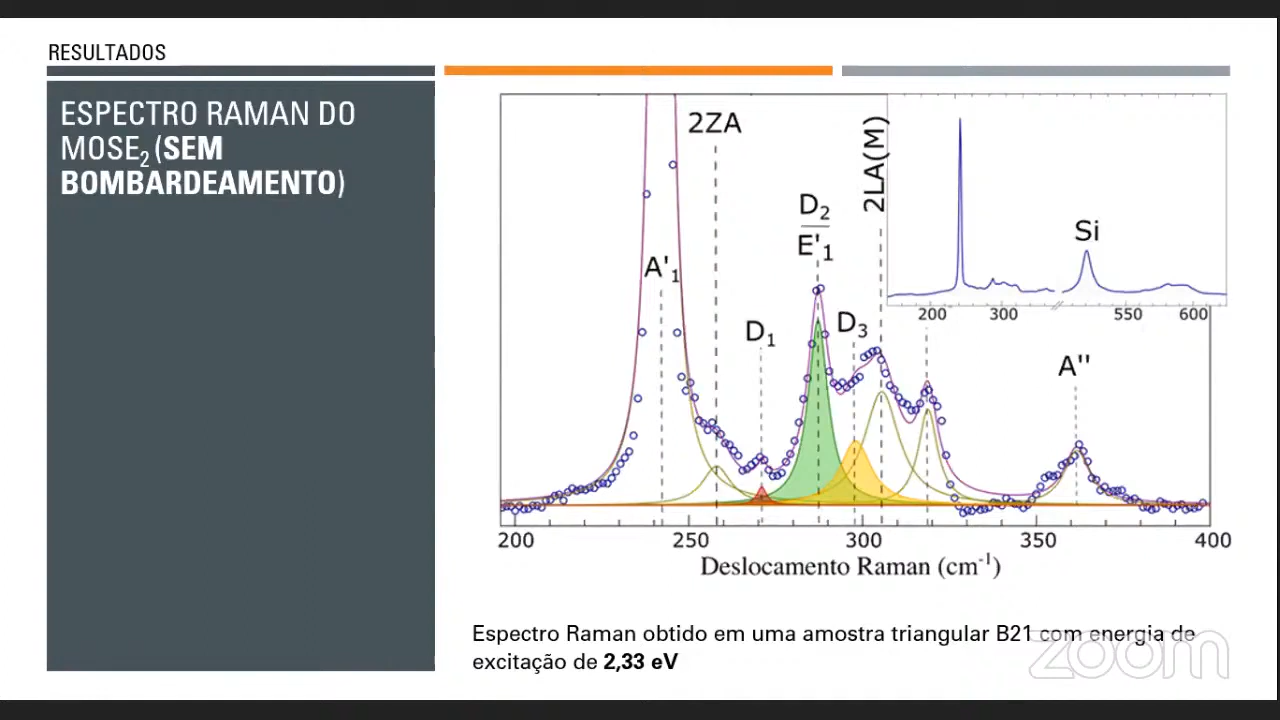 RESULTADOS
ESPECTRO RAMAN DO
MOSE₂ (SEM
BOMBARDEAMENTO)
2ZA
2LA(M)
D₂
E'₁
A'₁
D₁
D₃
A''
Si
200 300 550 600
200 250 300 350 400
Deslocamento Raman (cm⁻¹)
Espectro Raman obtido em uma amostra triangular B21 com energia de
excitação de 2,33 eV
zoom